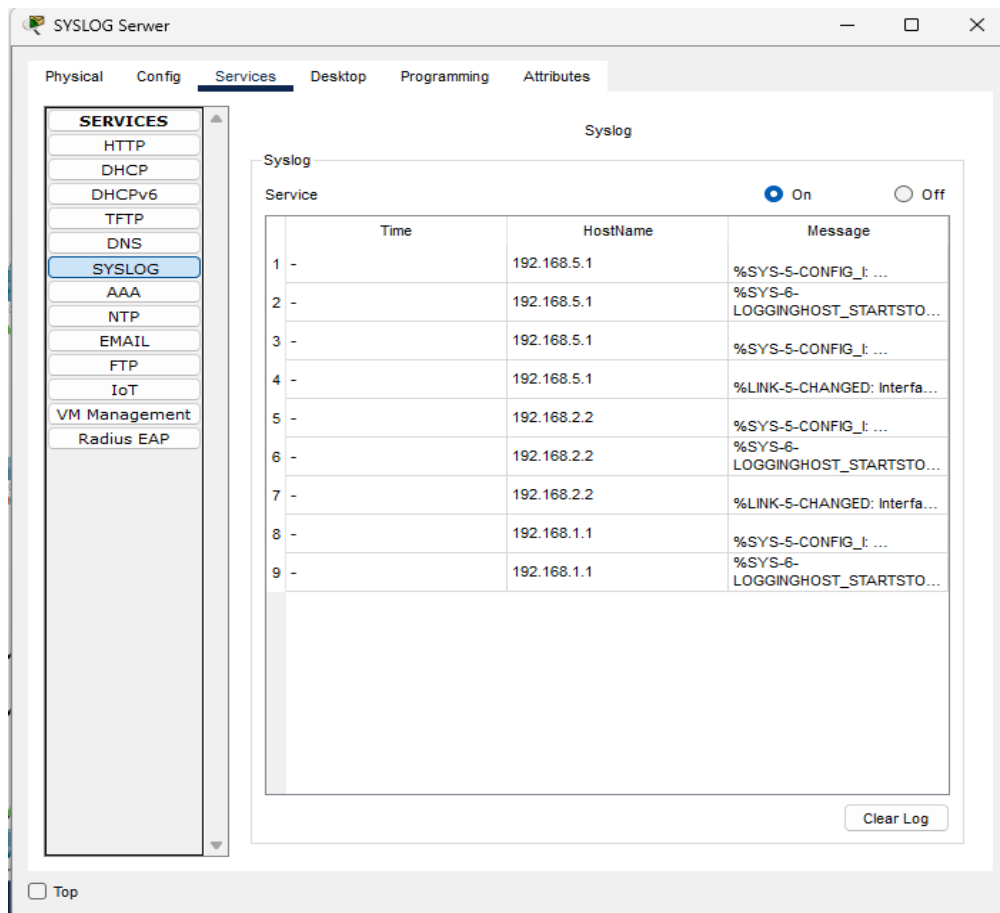 SYSLOG Serwer
Physical Config Services Desktop Programming Attributes
SERVICES
HTTP
DHCP
DHCPv6
TFTP
DNS
SYSLOG
AAA
NTP
EMAIL
FTP
IoT
VM Management
Radius EAP
Syslog
Syslog
Service On Off
Time HostName Message
1 - 192.168.5.1 %SYS-5-CONFIG_I: ...
2 - 192.168.5.1 %SYS-6-
LOGGINGHOST_STARTSTO...
3 - 192.168.5.1 %SYS-5-CONFIG_I: ...
4 - 192.168.5.1 %LINK-5-CHANGED: Interfa...
5 - 192.168.2.2 %SYS-5-CONFIG_I: ...
6 - 192.168.2.2 %SYS-6-
LOGGINGHOST_STARTSTO...
7 - 192.168.2.2 %LINK-5-CHANGED: Interfa...
8 - 192.168.1.1 %SYS-5-CONFIG_I: ...
9 - 192.168.1.1 %SYS-6-
LOGGINGHOST_STARTSTO...
Clear Log
Top